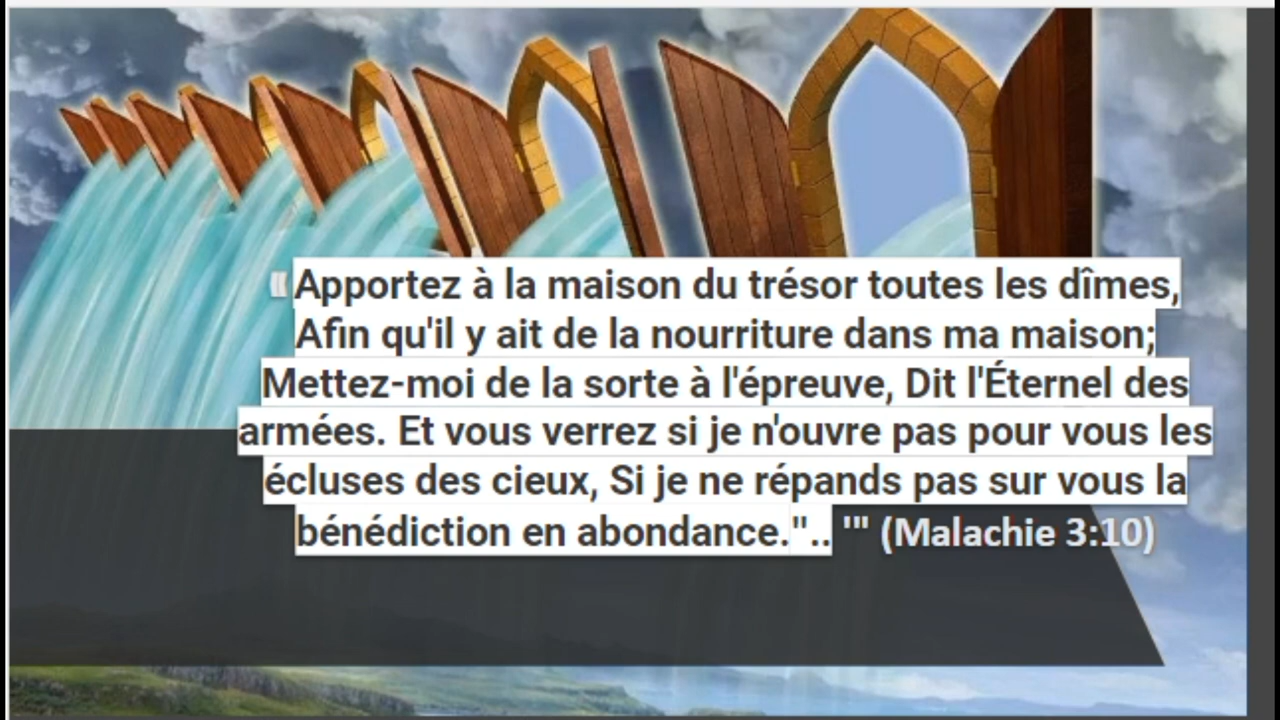 «Apportez à la maison du trésor toutes les dîmes,
Afin qu'il y ait de la nourriture dans ma maison;
Mettez-moi de la sorte à l'épreuve, Dit l'Éternel des
armées. Et vous verrez si je n'ouvre pas pour vous les
écluses des cieux, Si je ne répands pas sur vous la
bénédiction en abondance.".. '" (Malachie 3:10)